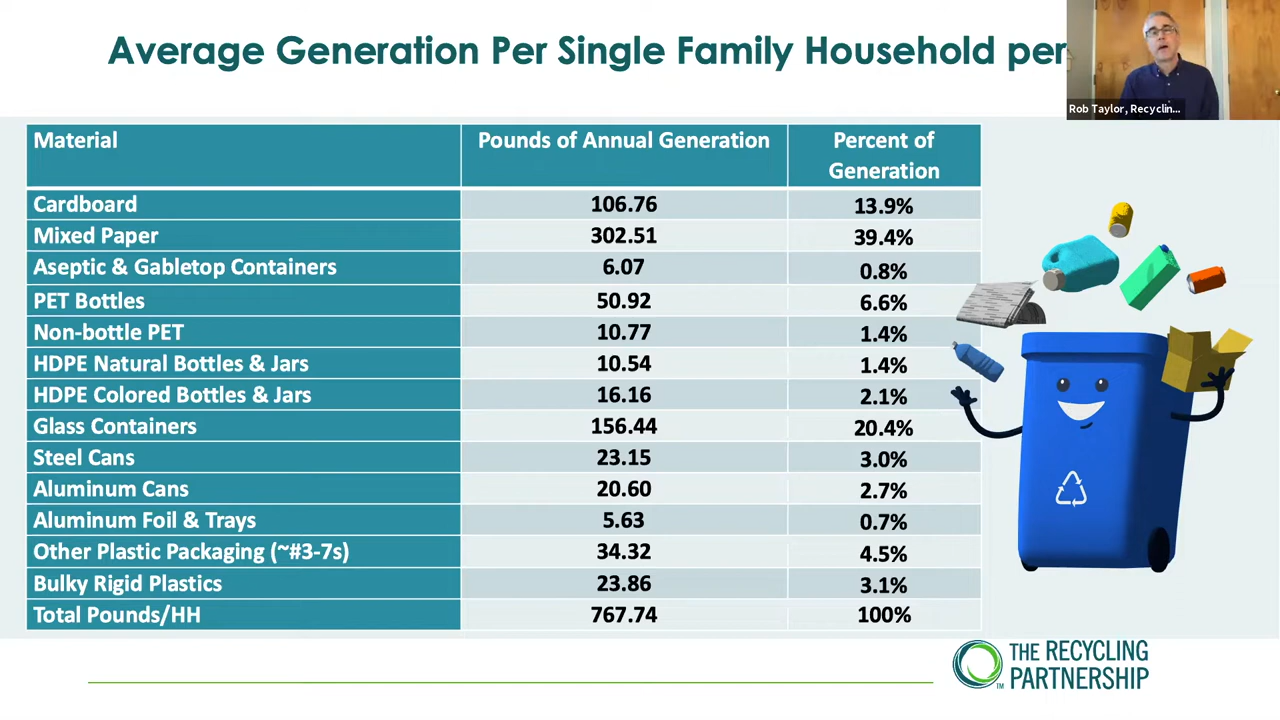 Average Generation Per Single Family Household per
Rob Taylor, Recyclin...
Material Pounds of Annual Generation Percent of
Generation
Cardboard 106.76 13.9%
Mixed Paper 302.51 39.4%
Aseptic & Gabletop Containers 6.07 0.8%
PET Bottles 50.92 6.6%
Non-bottle PET 10.77 1.4%
HDPE Natural Bottles & Jars 10.54 1.4%
HDPE Colored Bottles & Jars 16.16 2.1%
Glass Containers 156.44 20.4%
Steel Cans 23.15 3.0%
Aluminum Cans 20.60 2.7%
Aluminum Foil & Trays 5.63 0.7%
Other Plastic Packaging (~#3-7s) 34.32 4.5%
Bulky Rigid Plastics 23.86 3.1%
Total Pounds/HH 767.74 100%
THE RECYCLING
PARTNERSHIP
TM